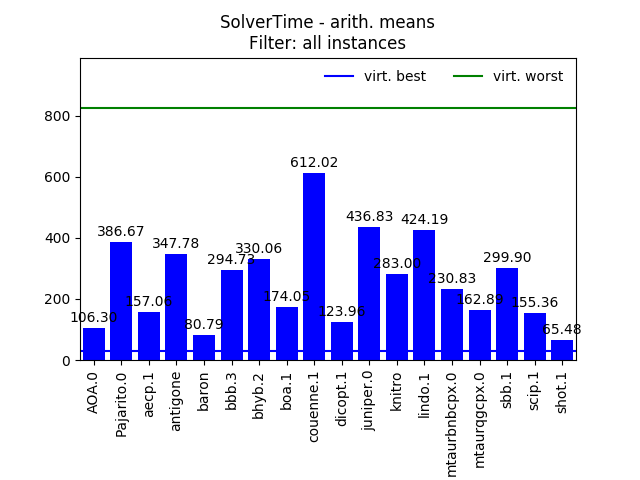 SolverTime - arith. means
Filter: all instances
virt. best
virt. worst
800
600
400
200
0
106.30
386.67
157.06
347.78
80.79
294.73
330.06
174.05
612.02
123.96
436.83
283.00
424.19
230.83
162.89
299.90
155.36
65.48
AOA.0
Pajarito.0
aecp.1
antigone
baron
bbb.3
bhyb.2
boa.1
couenne.1
dicopt.1
juniper.0
knitro
lindo.1
mtaurbnbcpx.0
mtaurqgcpx.0
sbb.1
scip.1
shot.1